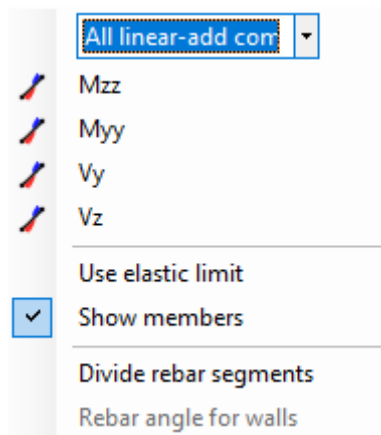 All linear-add com
Mzz
Myy
Vy
Vz
Use elastic limit
Show members
Divide rebar segments
Rebar angle for walls